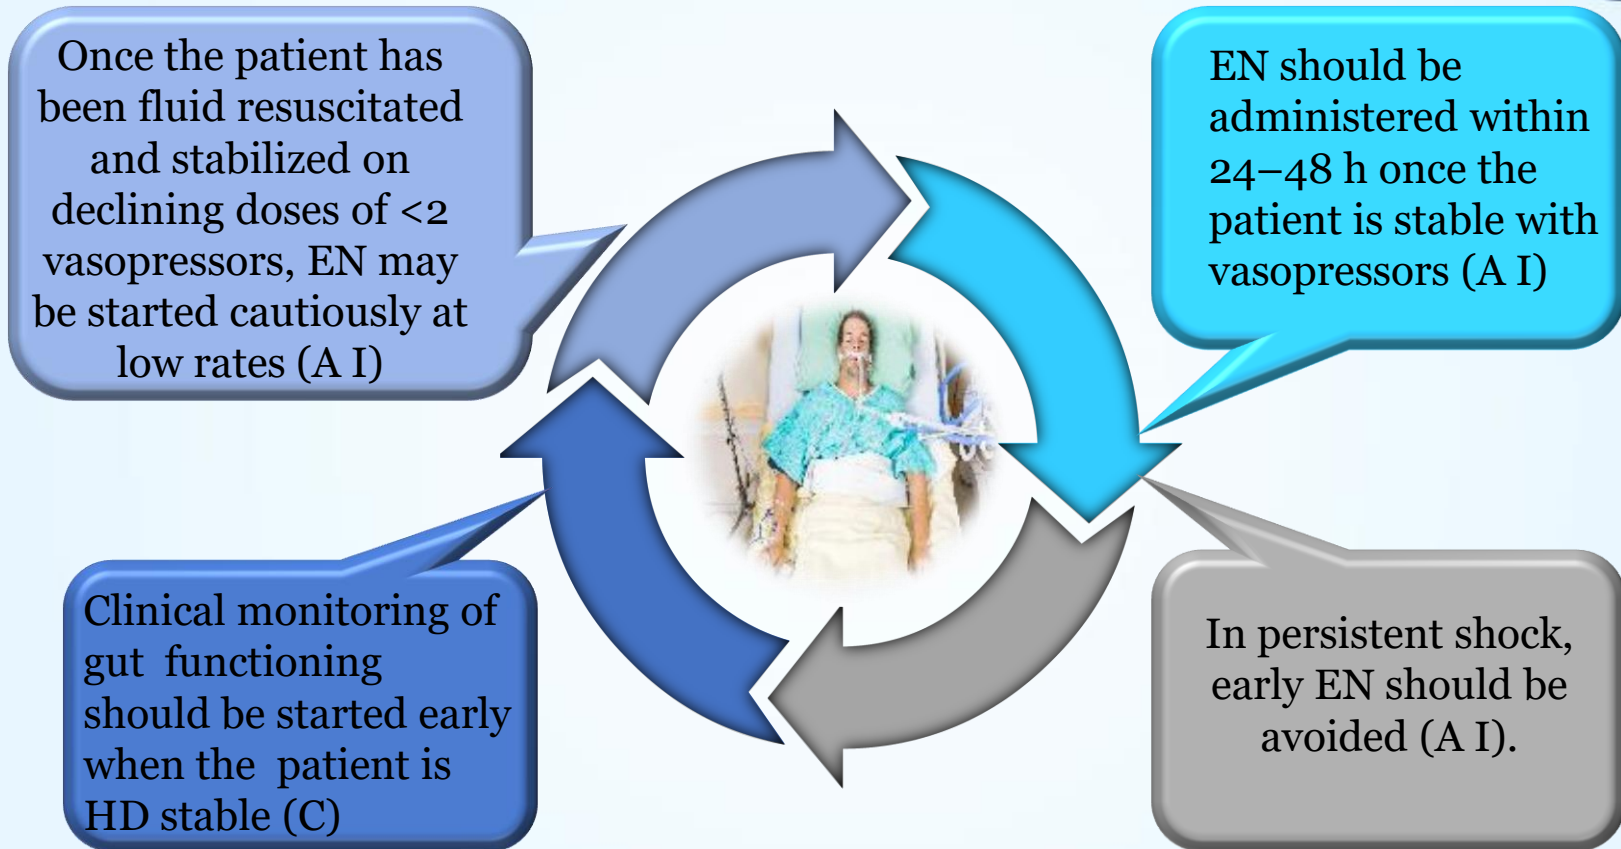 Once the patient has
been fluid resuscitated
and stabilized on
declining doses of <2
vasopressors, EN may
be started cautiously at
low rates (A I)
EN should be
administered within
24–48 h once the
patient is stable with
vasopressors (A I)
Clinical monitoring of
gut  functioning
should be started early
when the  patient is
HD stable (C)
In persistent shock,
early EN should be
avoided (A I).